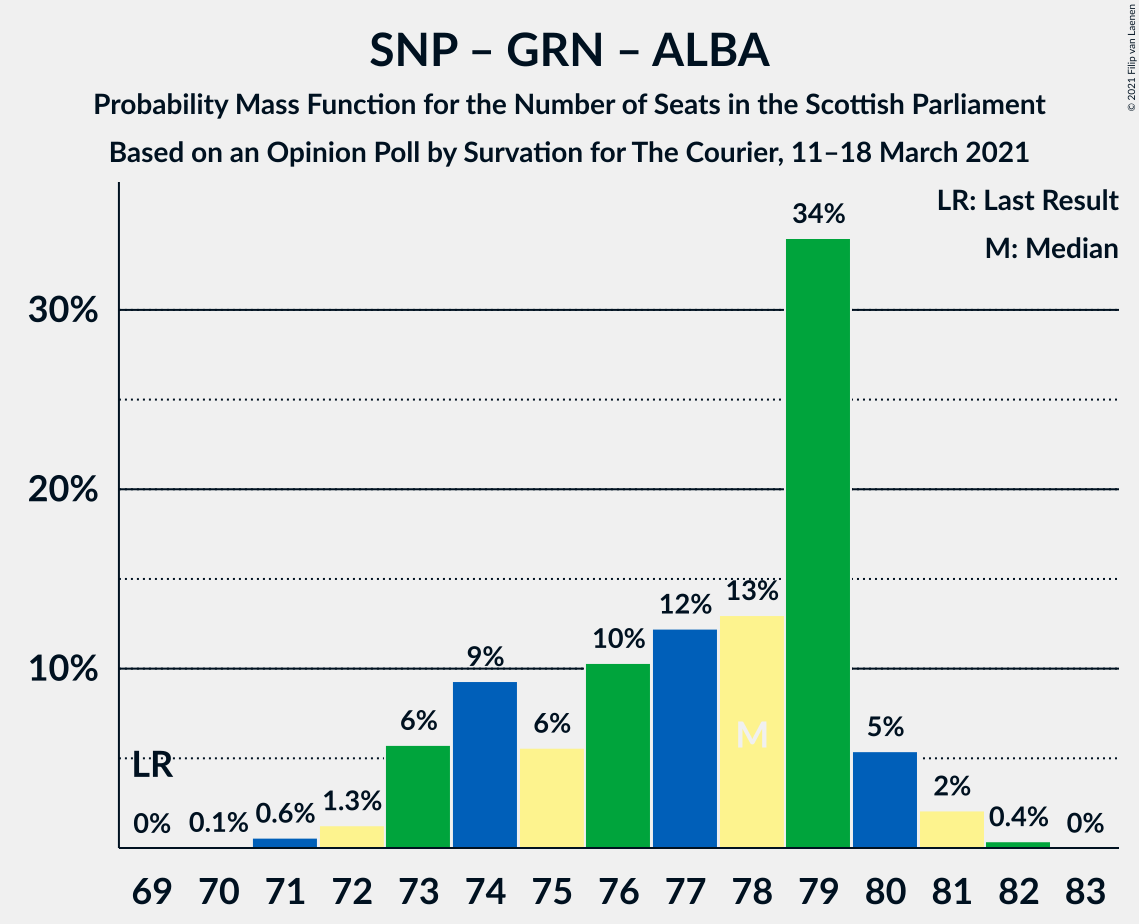 SNP – GRN – ALBA
Probability Mass Function for the Number of Seats in the Scottish Parliament
Based on an Opinion Poll by Survation for The Courier, 11–18 March 2021
© 2021 Filip van Laenen
LR: Last Result
M: Median
34%
30%
20%
13%
12%
10%
10%
9%
6%
6%
M
5%
LR
2%
0%
0.1%
0.6%
1.3%
0.4%
0%
69 70 71 72 73 74 75 76 77 78 79 80 81 82 83